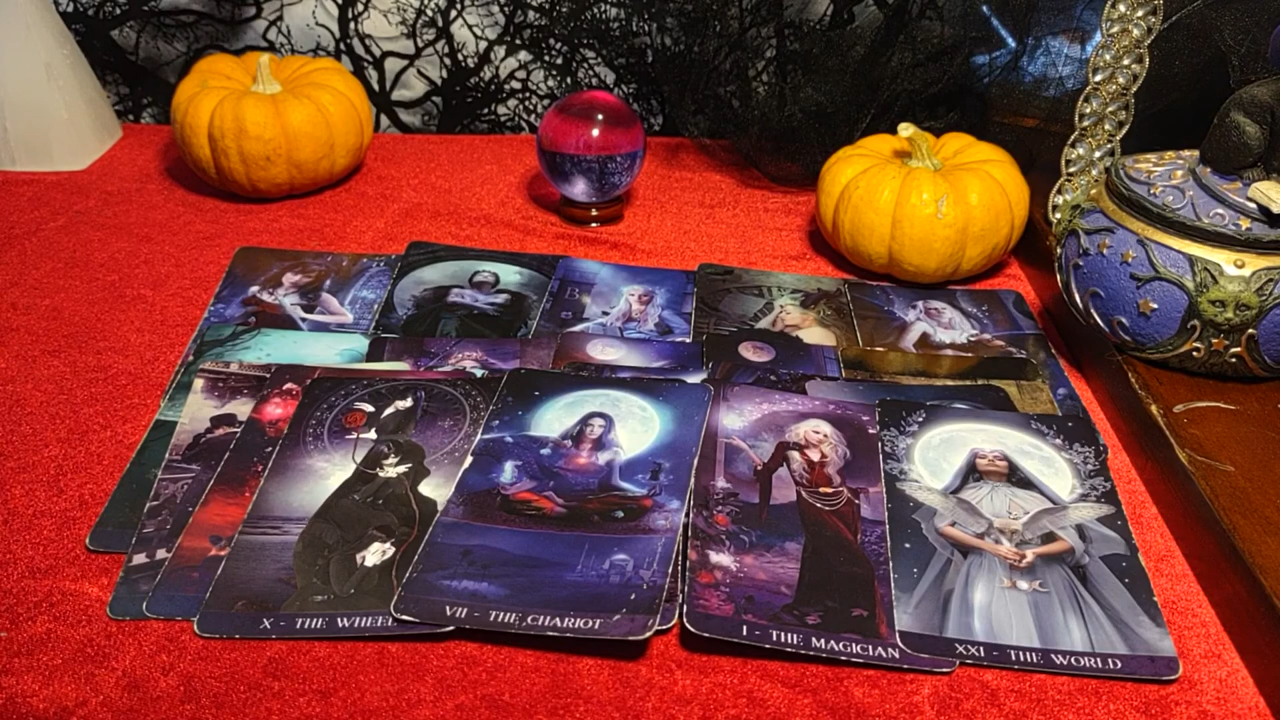 B
X - THE WHEEL
VII - THE CHARIOT
I - THE MAGICIAN
XXI - THE WORLD